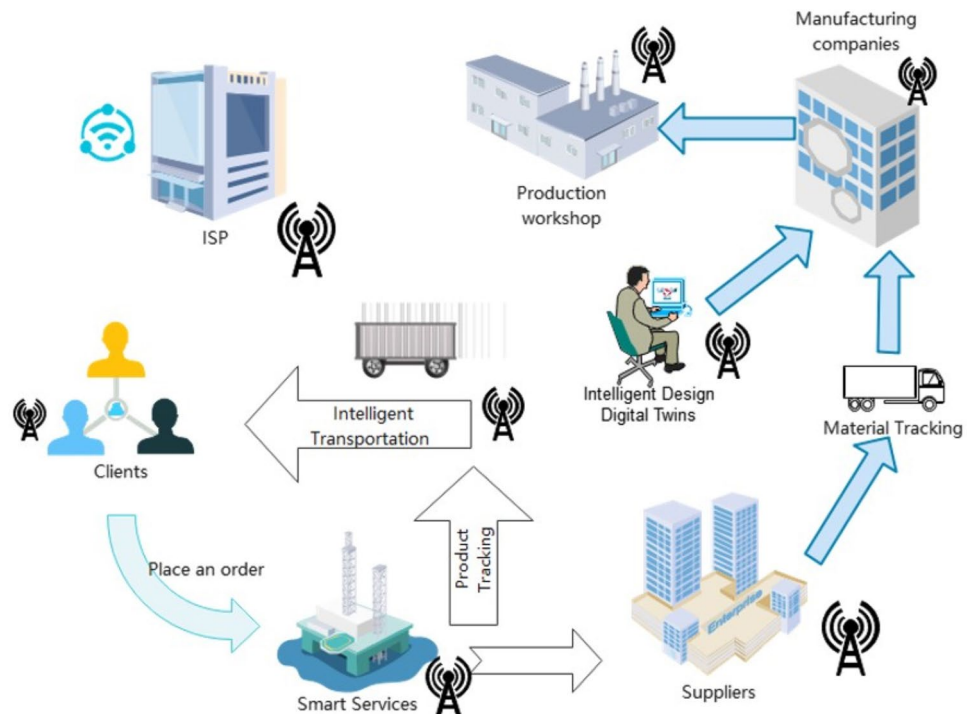 Manufacturing
companies
Production
workshop
ISP
Intelligent Design
Digital Twins
Material Tracking
Intelligent
Transportation
Clients
Product
Tracking
Place an order
Enterprise
Smart Services
Suppliers